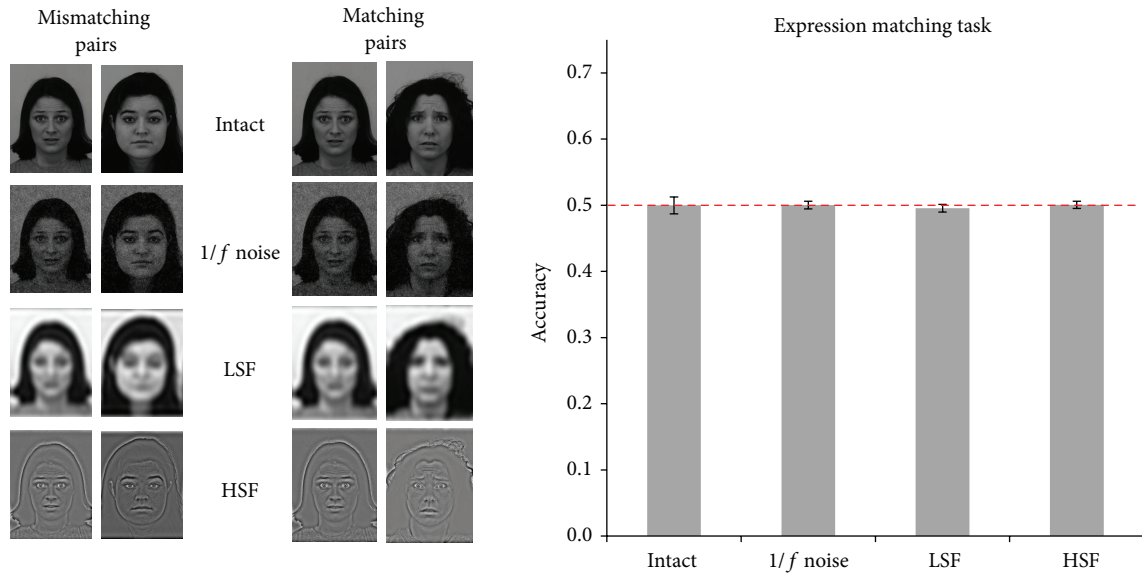 Mismatching
pairs
Matching
pairs
Intact
1/f noise
LSF
HSF
Expression matching task
Accuracy
0.7
0.6
0.5
0.4
0.3
0.2
0.1
0.0
Intact
1/f noise
LSF
HSF